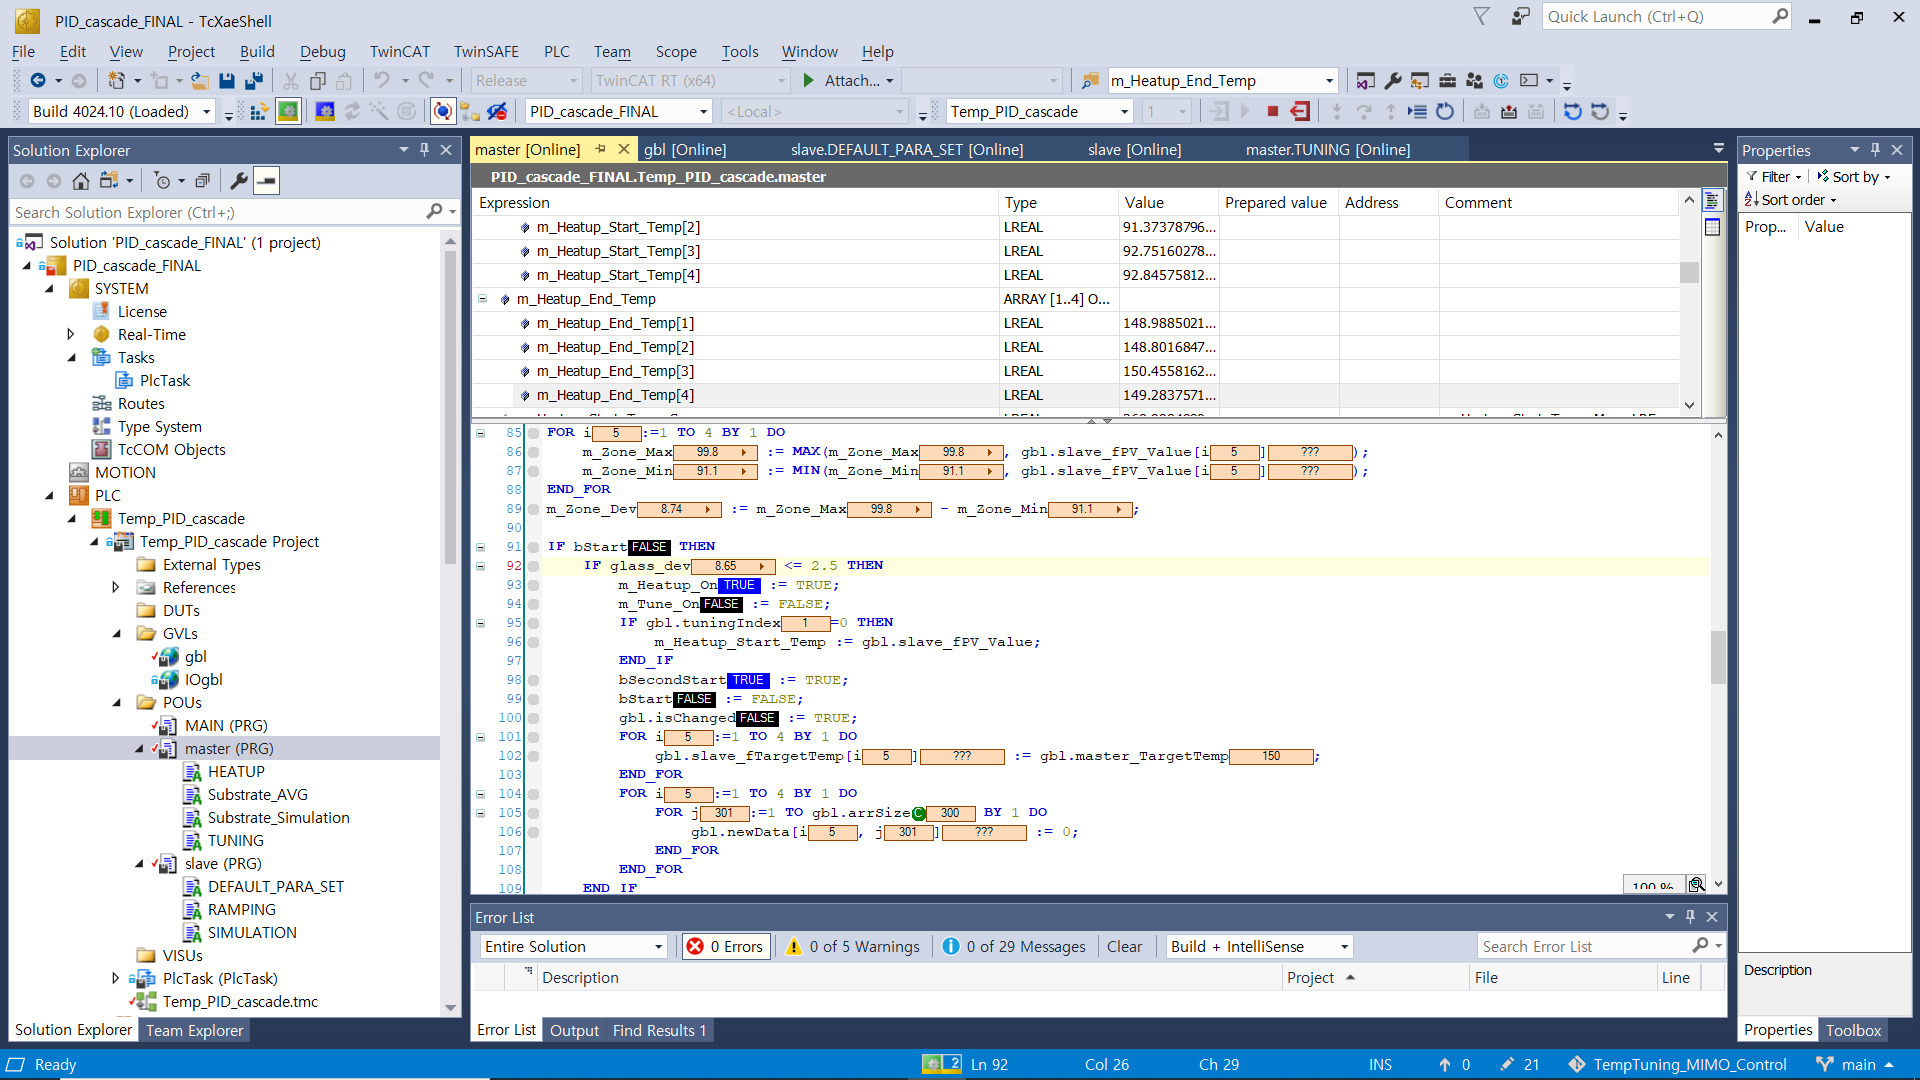 PID_cascade_FINAL - TcXaeShell
Quick Launch (Ctrl+Q)
File Edit View Project Build Debug TwinCAT TwinSAFE PLC Team Scope Tools Window Help
Release TwinCAT RT (x64) Attach... m_Heatup_End_Temp
Build 4024.10 (Loaded) PID_cascade_FINAL <Local> Temp_PID_cascade 1
Solution Explorer
Search Solution Explorer (Ctrl+;)
Solution 'PID_cascade_FINAL' (1 project)
PID_cascade_FINAL
SYSTEM
License
Real-Time
Tasks
PlcTask
Routes
Type System
TcCOM Objects
MOTION
PLC
Temp_PID_cascade
Temp_PID_cascade Project
External Types
References
DUTs
GVLs
gbl
IOgbl
POUs
MAIN (PRG)
master (PRG)
HEATUP
Substrate_AVG
Substrate_Simulation
TUNING
slave (PRG)
DEFAULT_PARA_SET
RAMPING
SIMULATION
VISUs
PlcTask (PlcTask)
Temp_PID_cascade.tmc
Solution Explorer Team Explorer
master [Online] gbl [Online] slave.DEFAULT_PARA_SET [Online] slave [Online] master.TUNING [Online]
PID_cascade_FINAL.Temp_PID_cascade.master
Expression Type Value Prepared value Address Comment
m_Heatup_Start_Temp[2] LREAL 91.37378796...
m_Heatup_Start_Temp[3] LREAL 92.75160278...
m_Heatup_Start_Temp[4] LREAL 92.84575812...
m_Heatup_End_Temp ARRAY [1..4] O...
m_Heatup_End_Temp[1] LREAL 148.9885021...
m_Heatup_End_Temp[2] LREAL 148.8016847...
m_Heatup_End_Temp[3] LREAL 150.4558162...
m_Heatup_End_Temp[4] LREAL 149.2837571...
85 FOR i 5 :=1 TO 4 BY 1 DO
86 m_Zone_Max 99.8 := MAX(m_Zone_Max 99.8 , gbl.slave_fPV_Value[i 5 ] ??? );
87 m_Zone_Min 91.1 := MIN(m_Zone_Min 91.1 , gbl.slave_fPV_Value[i 5 ] ??? );
88 END_FOR
89 m_Zone_Dev 8.74 := m_Zone_Max 99.8 - m_Zone_Min 91.1 ;
90
91 IF bStart FALSE THEN
92 IF glass_dev 8.65 <= 2.5 THEN
93 m_Heatup_On TRUE := TRUE;
94 m_Tune_On FALSE := FALSE;
95 IF gbl.tuningIndex 1 =0 THEN
96 m_Heatup_Start_Temp := gbl.slave_fPV_Value;
97 END_IF
98 bSecondStart TRUE := TRUE;
99 bStart FALSE := FALSE;
100 gbl.isChanged FALSE := TRUE;
101 FOR i 5 :=1 TO 4 BY 1 DO
102 gbl.slave_fTargetTemp[i 5 ] ??? := gbl.master_TargetTemp 150 ;
103 END_FOR
104 FOR i 5 :=1 TO 4 BY 1 DO
105 FOR j 301 :=1 TO gbl.arrSize C 300 BY 1 DO
106 gbl.newData[i 5 , j 301 ] ??? := 0;
107 END_FOR
108 END_FOR
109 END_IF
100 %
Error List
Entire Solution 0 Errors 0 of 5 Warnings 0 of 29 Messages Clear Build + IntelliSense Search Error List
Description Project File Line
Error List Output Find Results 1
Properties
Filter Sort by
Sort order
Prop... Value
Description
Properties Toolbox
Ready 2 Ln 92 Col 26 Ch 29 INS 0 21 TempTuning_MIMO_Control main